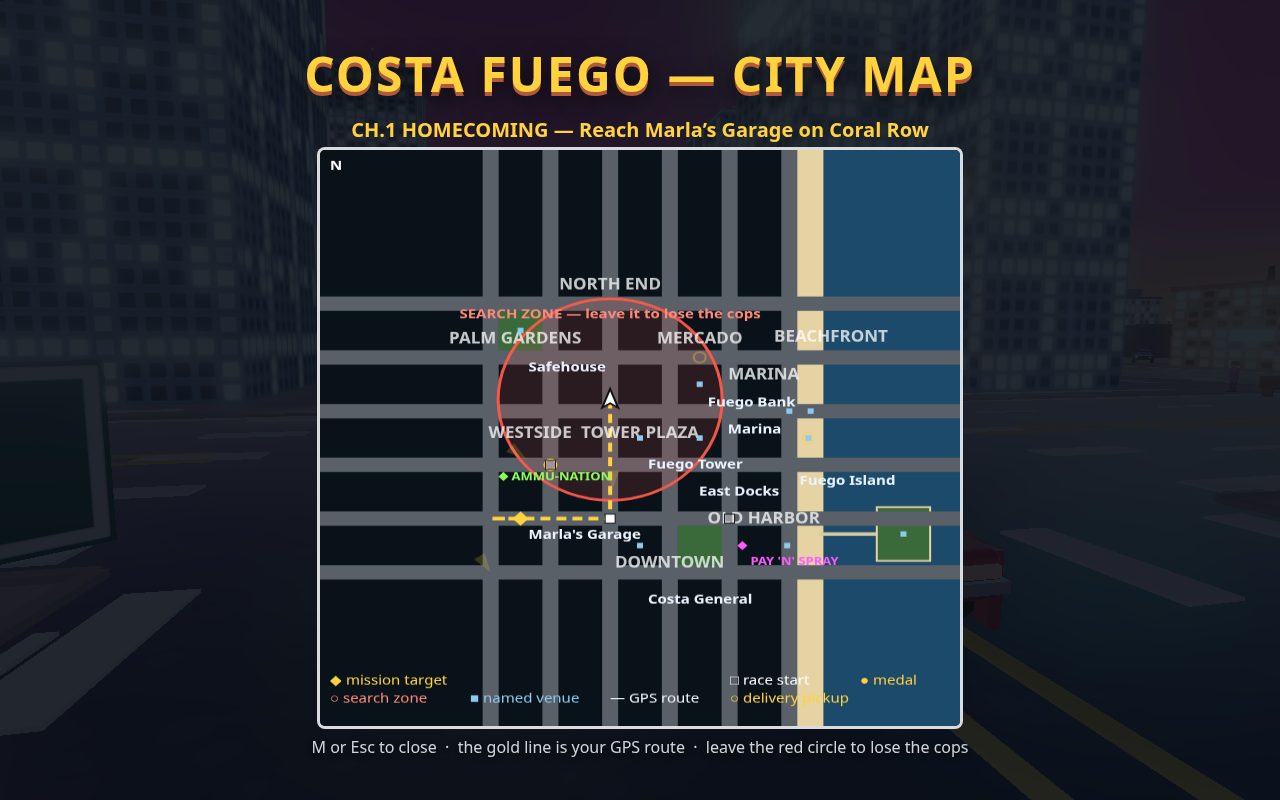 COSTA FUEGO — CITY MAP
CH.1 HOMECOMING — Reach Marla’s Garage on Coral Row
N
NORTH END
SEARCH ZONE — leave it to lose the cops
PALM GARDENS
MERCADO
BEACHFRONT
Safehouse
MARINA
Fuego Bank
WESTSIDE
TOWER PLAZA
Marina
Fuego Tower
◆ AMMU-NATION
Fuego Island
East Docks
OLD HARBOR
Marla's Garage
DOWNTOWN
PAY 'N' SPRAY
Costa General
◆ mission target
□ race start
● medal
○ search zone
■ named venue
— GPS route
○ delivery pickup
M or Esc to close · the gold line is your GPS route · leave the red circle to lose the cops